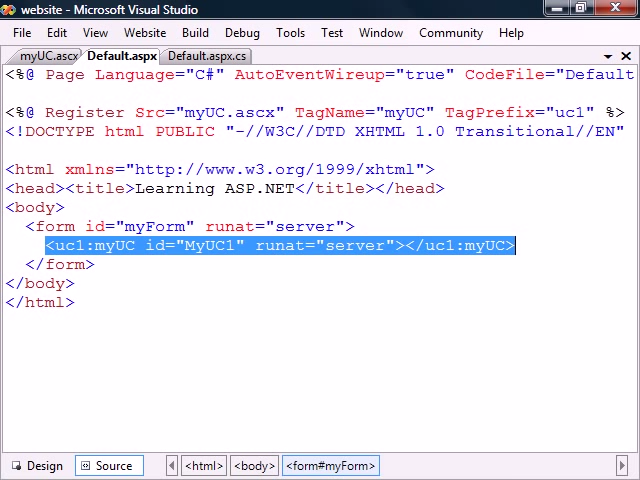 website - Microsoft Visual Studio
File Edit View Website Build Debug Tools Test Window Community Help
myUC.ascx Default.aspx Default.aspx.cs
<%@ Page Language="C#" AutoEventWireup="true" CodeFile="Default
<%@ Register Src="myUC.ascx" TagName="myUC" TagPrefix="uc1" %>
<!DOCTYPE html PUBLIC "-//W3C//DTD XHTML 1.0 Transitional//EN"
<html xmlns="http://www.w3.org/1999/xhtml">
<head><title>Learning ASP.NET</title></head>
<body>
<form id="myForm" runat="server">
<uc1:myUC id="MyUC1" runat="server"></uc1:myUC>
</form>
</body>
</html>
Design Source <html> <body> <form#myForm>